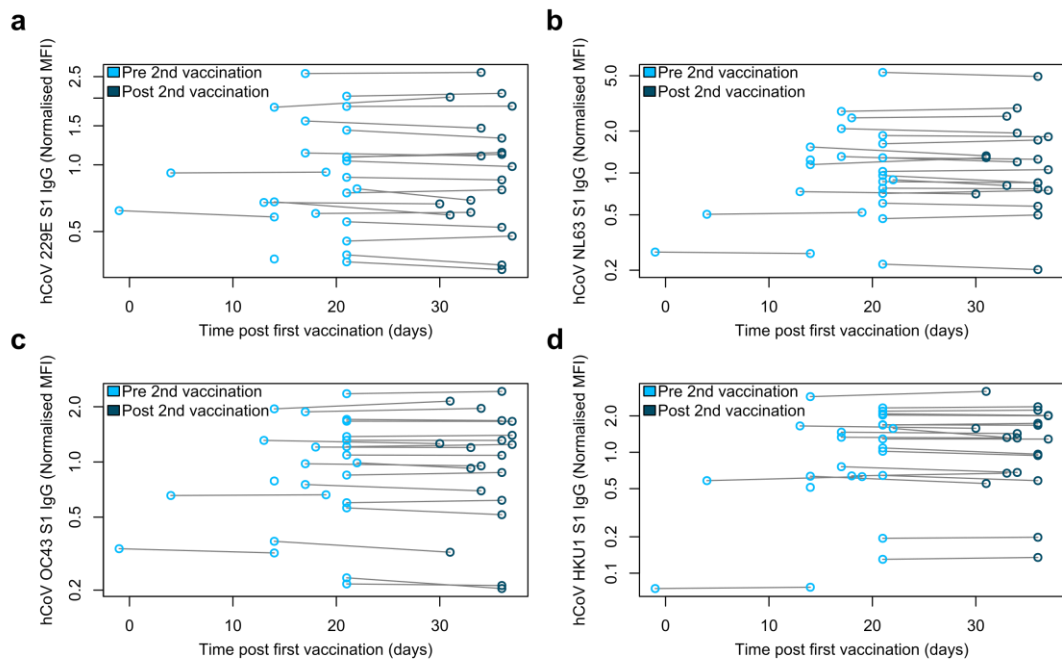 a
hCoV 229E S1 IgG (Normalised MFI)
2.5
1.5
1.0
0.5
Pre 2nd vaccination
Post 2nd vaccination
0 10 20 30
Time post first vaccination (days)
b
hCoV NL63 S1 IgG (Normalised MFI)
5.0
2.0
1.0
0.5
0.2
Pre 2nd vaccination
Post 2nd vaccination
0 10 20 30
Time post first vaccination (days)
c
hCoV OC43 S1 IgG (Normalised MFI)
2.0
1.0
0.5
0.2
Pre 2nd vaccination
Post 2nd vaccination
0 10 20 30
Time post first vaccination (days)
d
hCoV HKU1 S1 IgG (Normalised MFI)
2.0
1.0
0.5
0.1
Pre 2nd vaccination
Post 2nd vaccination
0 10 20 30
Time post first vaccination (days)